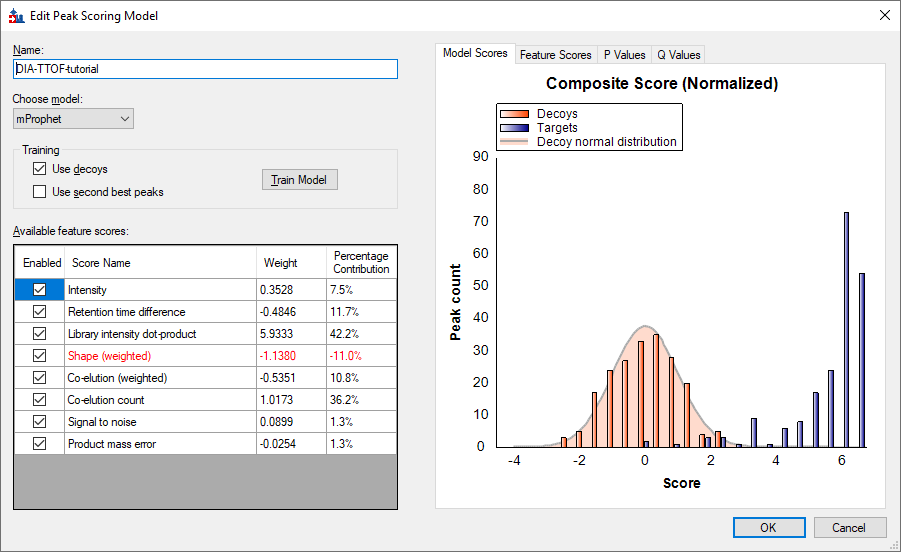 Edit Peak Scoring Model
Name:
DIA-TTOF-tutorial
Choose model:
mProphet
Training
Use decoys
Use second best peaks
Train Model
Available feature scores:
Enabled Score Name Weight Percentage Contribution
Intensity 0.3528 7.5%
Retention time difference -0.4846 11.7%
Library intensity dot-product 5.9333 42.2%
Shape (weighted) -1.1380 -11.0%
Co-elution (weighted) -0.5351 10.8%
Co-elution count 1.0173 36.2%
Signal to noise 0.0899 1.3%
Product mass error -0.0254 1.3%
Model Scores Feature Scores P Values Q Values
Composite Score (Normalized)
Decoys
Targets
Decoy normal distribution
Peak count
90
80
70
60
50
40
30
20
10
0
-4 -2 0 2 4 6
Score
OK Cancel